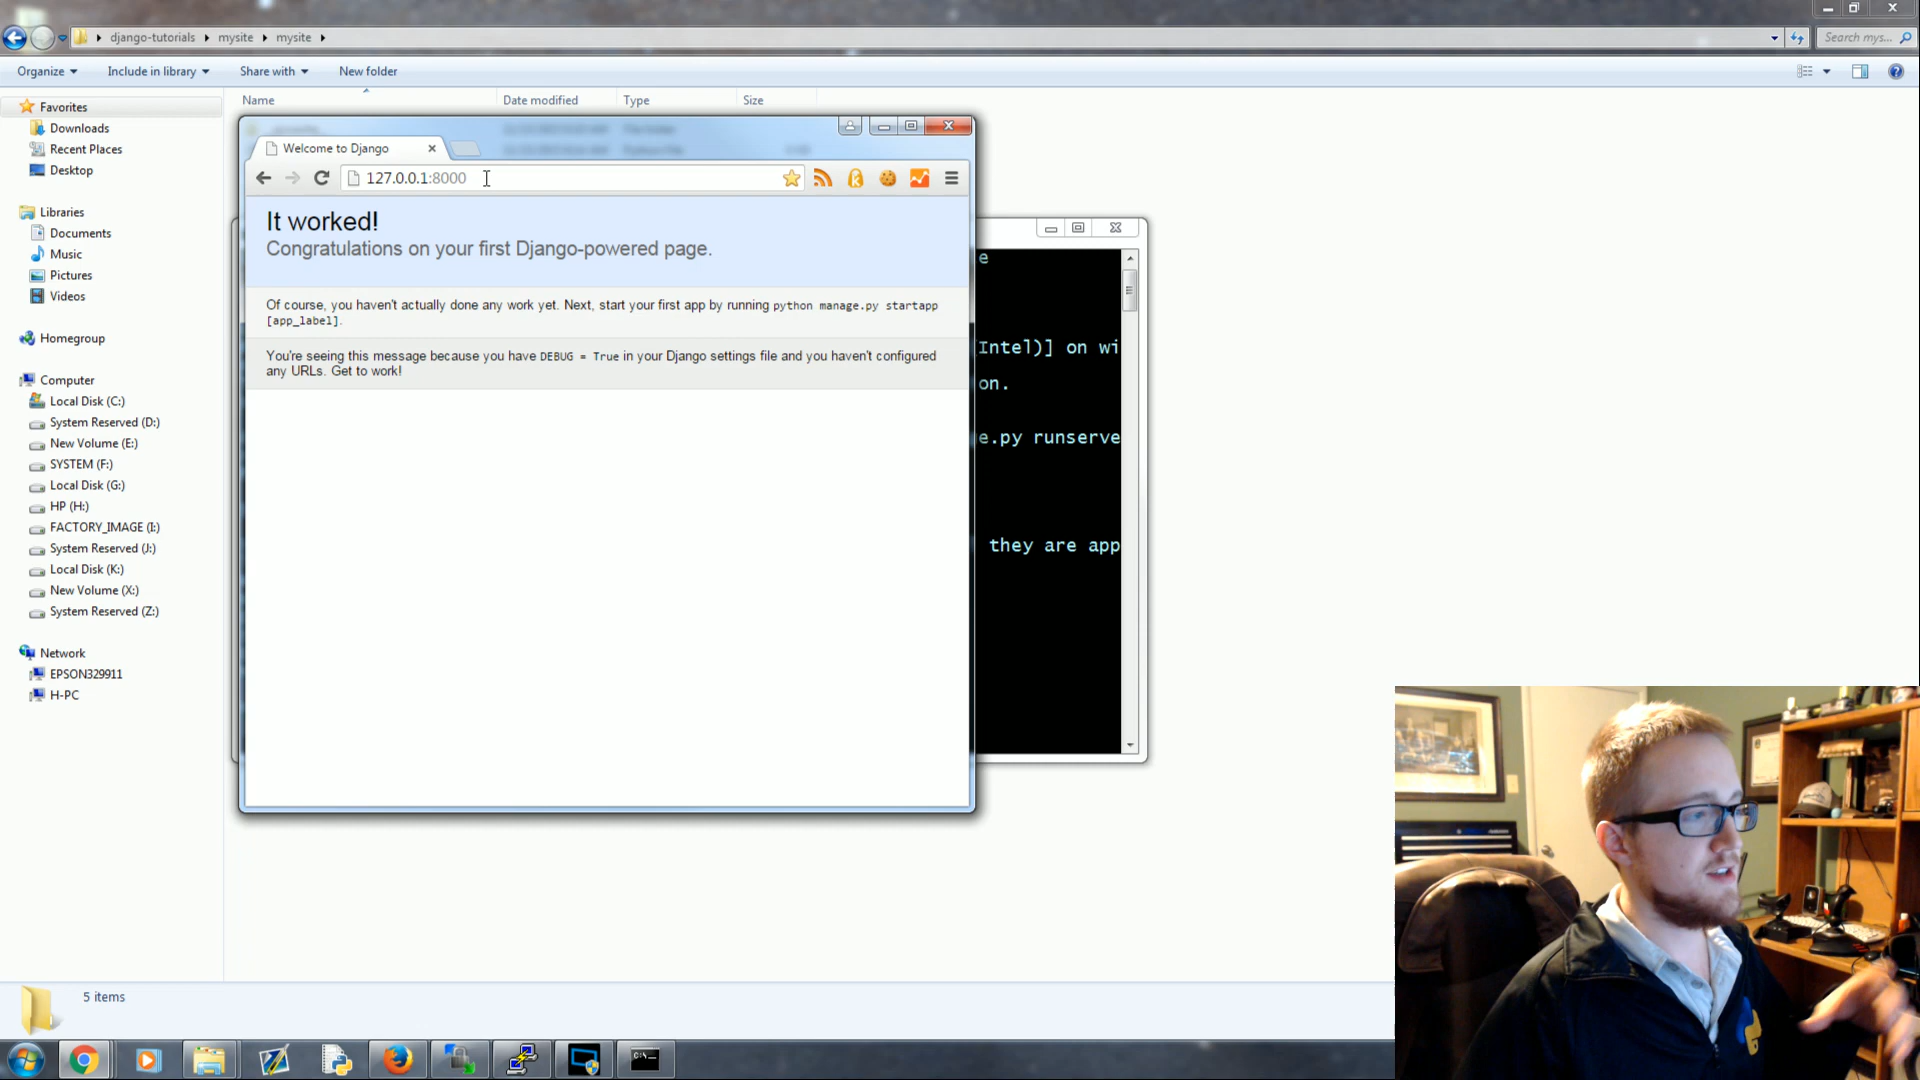 django-tutorials mysite mysite
Search mys...
Organize Include in library Share with New folder
Name Date modified Type Size
Favorites
Downloads
Recent Places
Desktop
Libraries
Documents
Music
Pictures
Videos
Homegroup
Computer
Local Disk (C:)
System Reserved (D:)
New Volume (E:)
SYSTEM (F:)
Local Disk (G:)
HP (H:)
FACTORY_IMAGE (I:)
System Reserved (J:)
Local Disk (K:)
New Volume (X:)
System Reserved (Z:)
Network
EPSON329911
H-PC
Welcome to Django
127.0.0.1:8000
It worked!
Congratulations on your first Django-powered page.
Of course, you haven't actually done any work yet. Next, start your first app by running python manage.py startapp
[app_label].
You're seeing this message because you have DEBUG = True in your Django settings file and you haven't configured
any URLs. Get to work!
e
Intel)] on wi
on.
e.py runserve
they are app
5 items